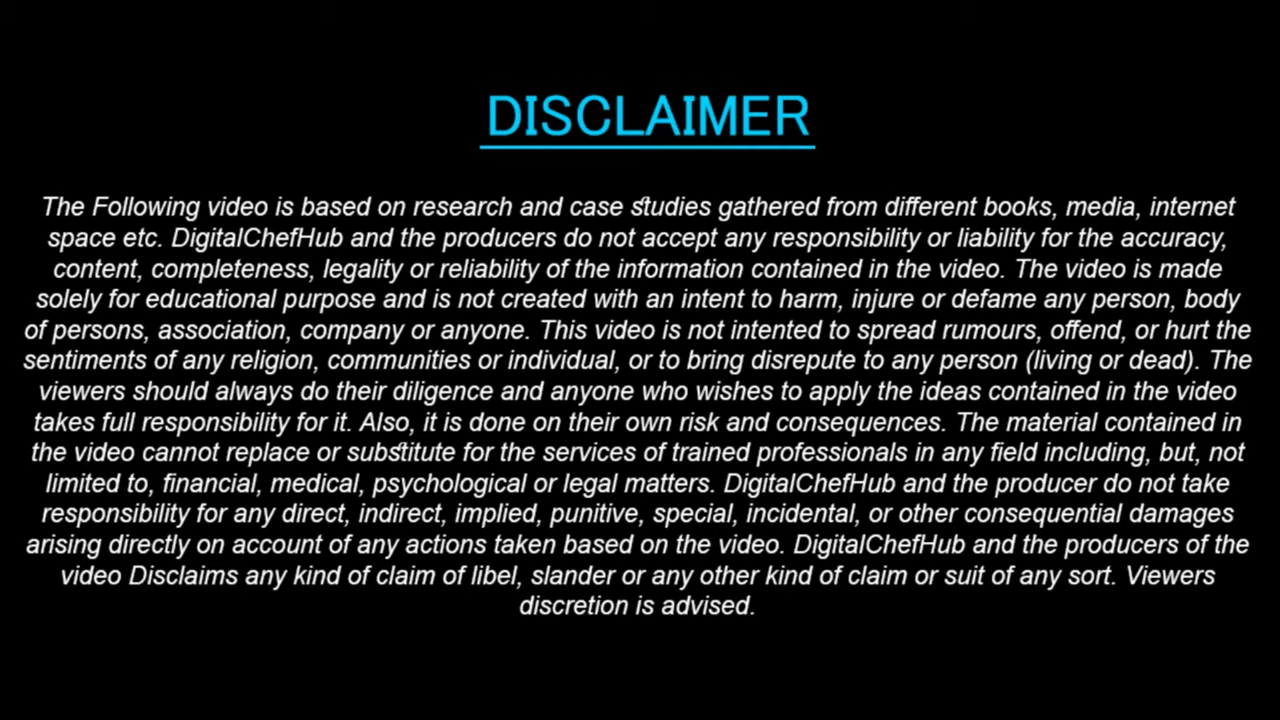 DISCLAIMER
The Following video is based on research and case studies gathered from different books, media, internet
space etc. DigitalChefHub and the producers do not accept any responsibility or liability for the accuracy,
content, completeness, legality or reliability of the information contained in the video. The video is made
solely for educational purpose and is not created with an intent to harm, injure or defame any person, body
of persons, association, company or anyone. This video is not intented to spread rumours, offend, or hurt the
sentiments of any religion, communities or individual, or to bring disrepute to any person (living or dead). The
viewers should always do their diligence and anyone who wishes to apply the ideas contained in the video
takes full responsibility for it. Also, it is done on their own risk and consequences. The material contained in
the video cannot replace or substitute for the services of trained professionals in any field including, but, not
limited to, financial, medical, psychological or legal matters. DigitalChefHub and the producer do not take
responsibility for any direct, indirect, implied, punitive, special, incidental, or other consequential damages
arising directly on account of any actions taken based on the video. DigitalChefHub and the producers of the
video Disclaims any kind of claim of libel, slander or any other kind of claim or suit of any sort. Viewers
discretion is advised.